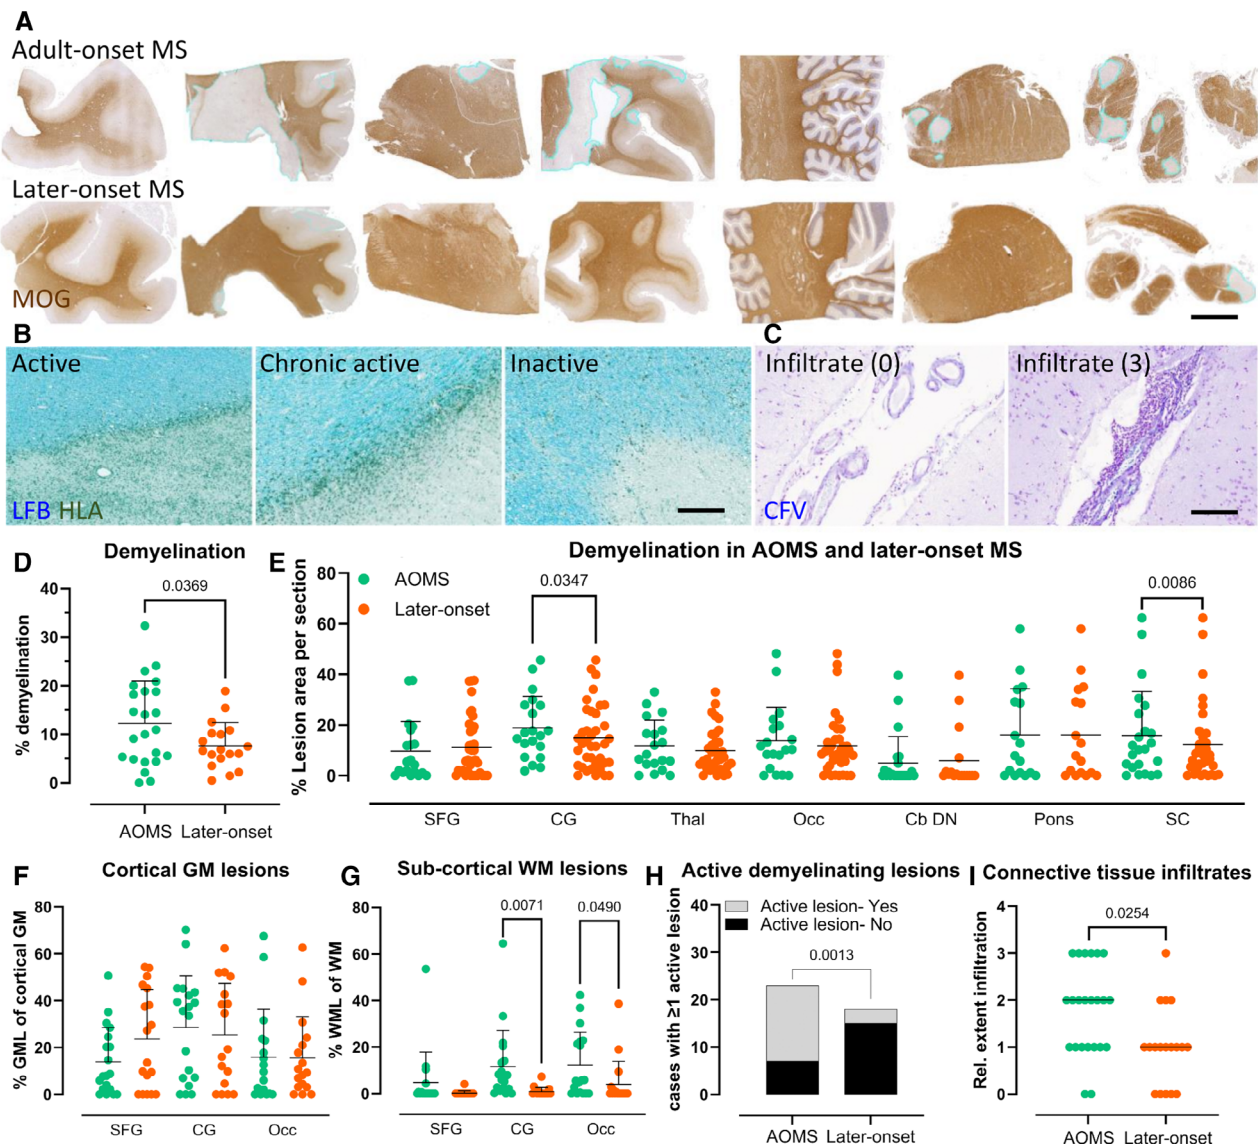 A
Adult-onset MS
Later-onset MS
MOG
B
Active
Chronic active
Inactive
LFB HLA
C
Infiltrate (0)
Infiltrate (3)
CFV
D
Demyelination
0.0369
% demyelination
40
30
20
10
0
AOMS Later-onset
E
Demyelination in AOMS and later-onset MS
AOMS
Later-onset
0.0347
0.0086
% Lesion area per section
80
60
40
20
0
SFG CG Thal Occ Cb DN Pons SC
F
Cortical GM lesions
% GML of cortical GM
80
60
40
20
0
SFG CG Occ
G
Sub-cortical WM lesions
0.0071
0.0490
% WML of WM
80
60
40
20
0
SFG CG Occ
H
Active demyelinating lesions
Active lesion- Yes
Active lesion- No
0.0013
cases with ≥1 active lesion
40
30
20
10
0
AOMS Later-onset
I
Connective tissue infiltrates
0.0254
Rel. extent infiltration
4
3
2
1
0
AOMS Later-onset